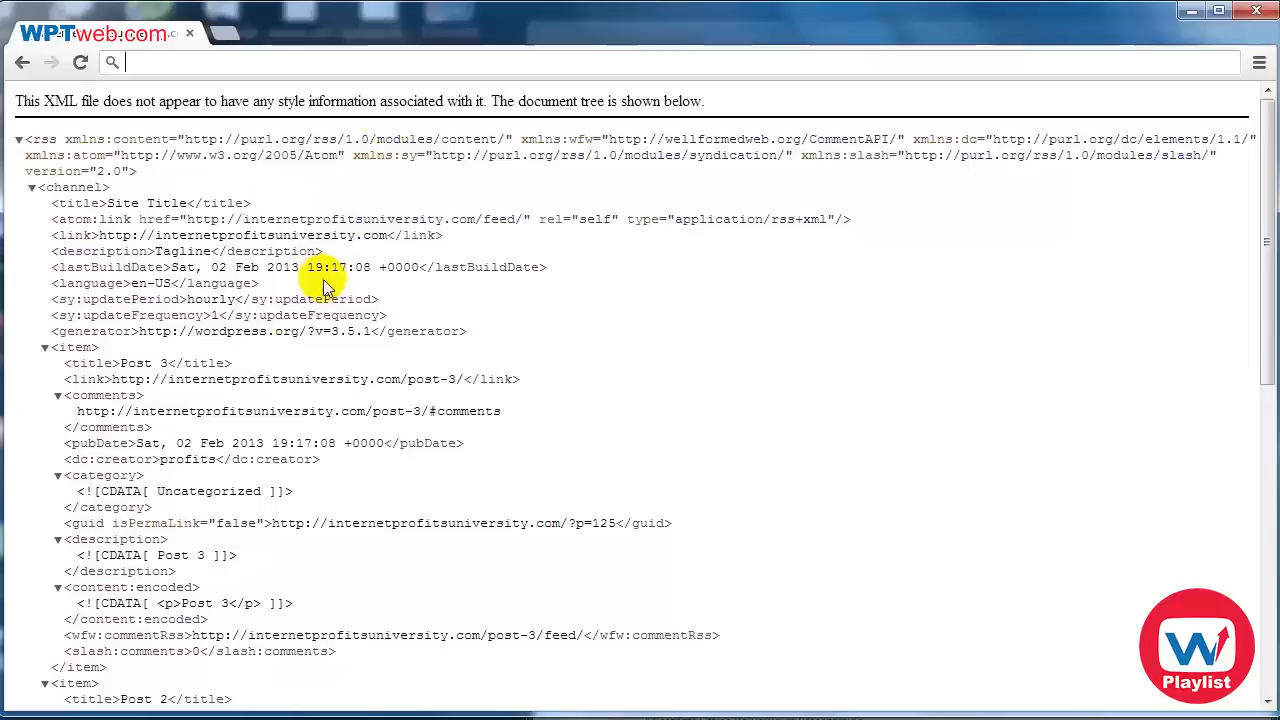 WPTweb.com
This XML file does not appear to have any style information associated with it. The document tree is shown below.
<rss xmlns:content="http://purl.org/rss/1.0/modules/content/" xmlns:wfw="http://wellformedweb.org/CommentAPI/" xmlns:dc="http://purl.org/dc/elements/1.1/"
xmlns:atom="http://www.w3.org/2005/Atom" xmlns:sy="http://purl.org/rss/1.0/modules/syndication/" xmlns:slash="http://purl.org/rss/1.0/modules/slash/"
version="2.0">
<channel>
<title>Site Title</title>
<atom:link href="http://internetprofitsuniversity.com/feed/" rel="self" type="application/rss+xml"/>
<link>http://internetprofitsuniversity.com</link>
<description>Tagline</description>
<lastBuildDate>Sat, 02 Feb 2013 19:17:08 +0000</lastBuildDate>
<language>en-US</language>
<sy:updatePeriod>hourly</sy:updatePeriod>
<sy:updateFrequency>1</sy:updateFrequency>
<generator>http://wordpress.org/?v=3.5.1</generator>
<item>
<title>Post 3</title>
<link>http://internetprofitsuniversity.com/post-3/</link>
<comments>
http://internetprofitsuniversity.com/post-3/#comments
</comments>
<pubDate>Sat, 02 Feb 2013 19:17:08 +0000</pubDate>
<dc:creator>profits</dc:creator>
<category>
<![CDATA[ Uncategorized ]]>
</category>
<guid isPermaLink="false">http://internetprofitsuniversity.com/?p=125</guid>
<description>
<![CDATA[ Post 3 ]]>
</description>
<content:encoded>
<![CDATA[ <p>Post 3</p> ]]>
</content:encoded>
<wfw:commentRss>http://internetprofitsuniversity.com/post-3/feed/</wfw:commentRss>
<slash:comments>0</slash:comments>
</item>
<item>
<title>Post 2</title>
W
Playlist